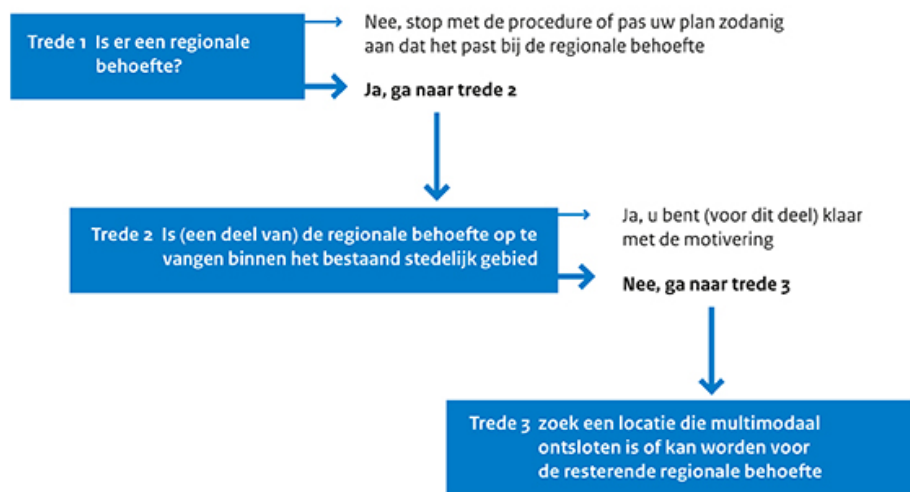 Trede 1 Is er een regionale
behoefte?
Nee, stop met de procedure of pas uw plan zodanig
aan dat het past bij de regionale behoefte
Ja, ga naar trede 2
Trede 2 Is (een deel van) de regionale behoefte op te
vangen binnen het bestaand stedelijk gebied
Ja, u bent (voor dit deel) klaar
met de motivering
Nee, ga naar trede 3
Trede 3 zoek een locatie die multimodaal
ontsloten is of kan worden voor
de resterende regionale behoefte